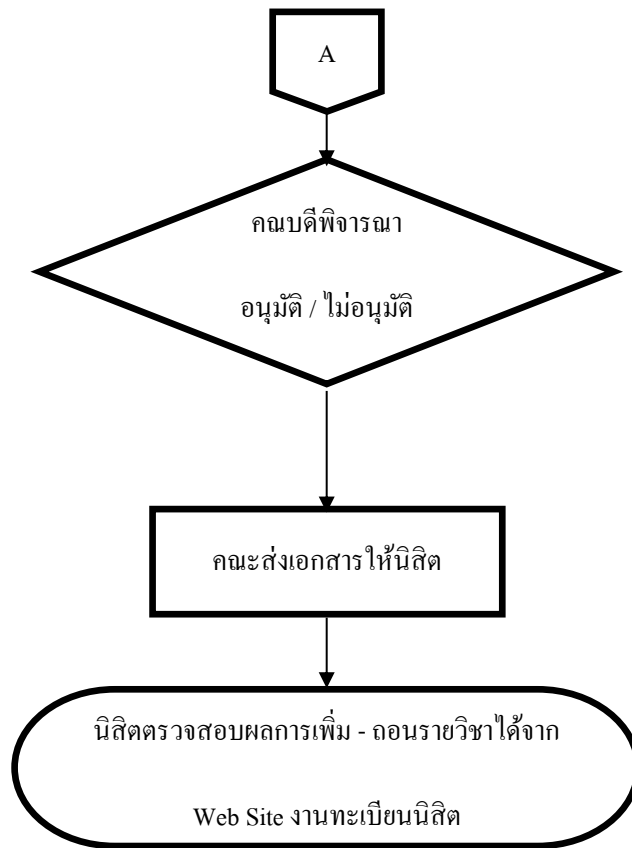 A
คณบดีพิจารณา
อนุมัติ / ไม่อนุมัติ
คณะส่งเอกสารให้นิสิต
นิสิตตรวจสอบผลการเพิ่ม - ถอนรายวิชาได้จาก
Web Site งานทะเบียนนิสิต